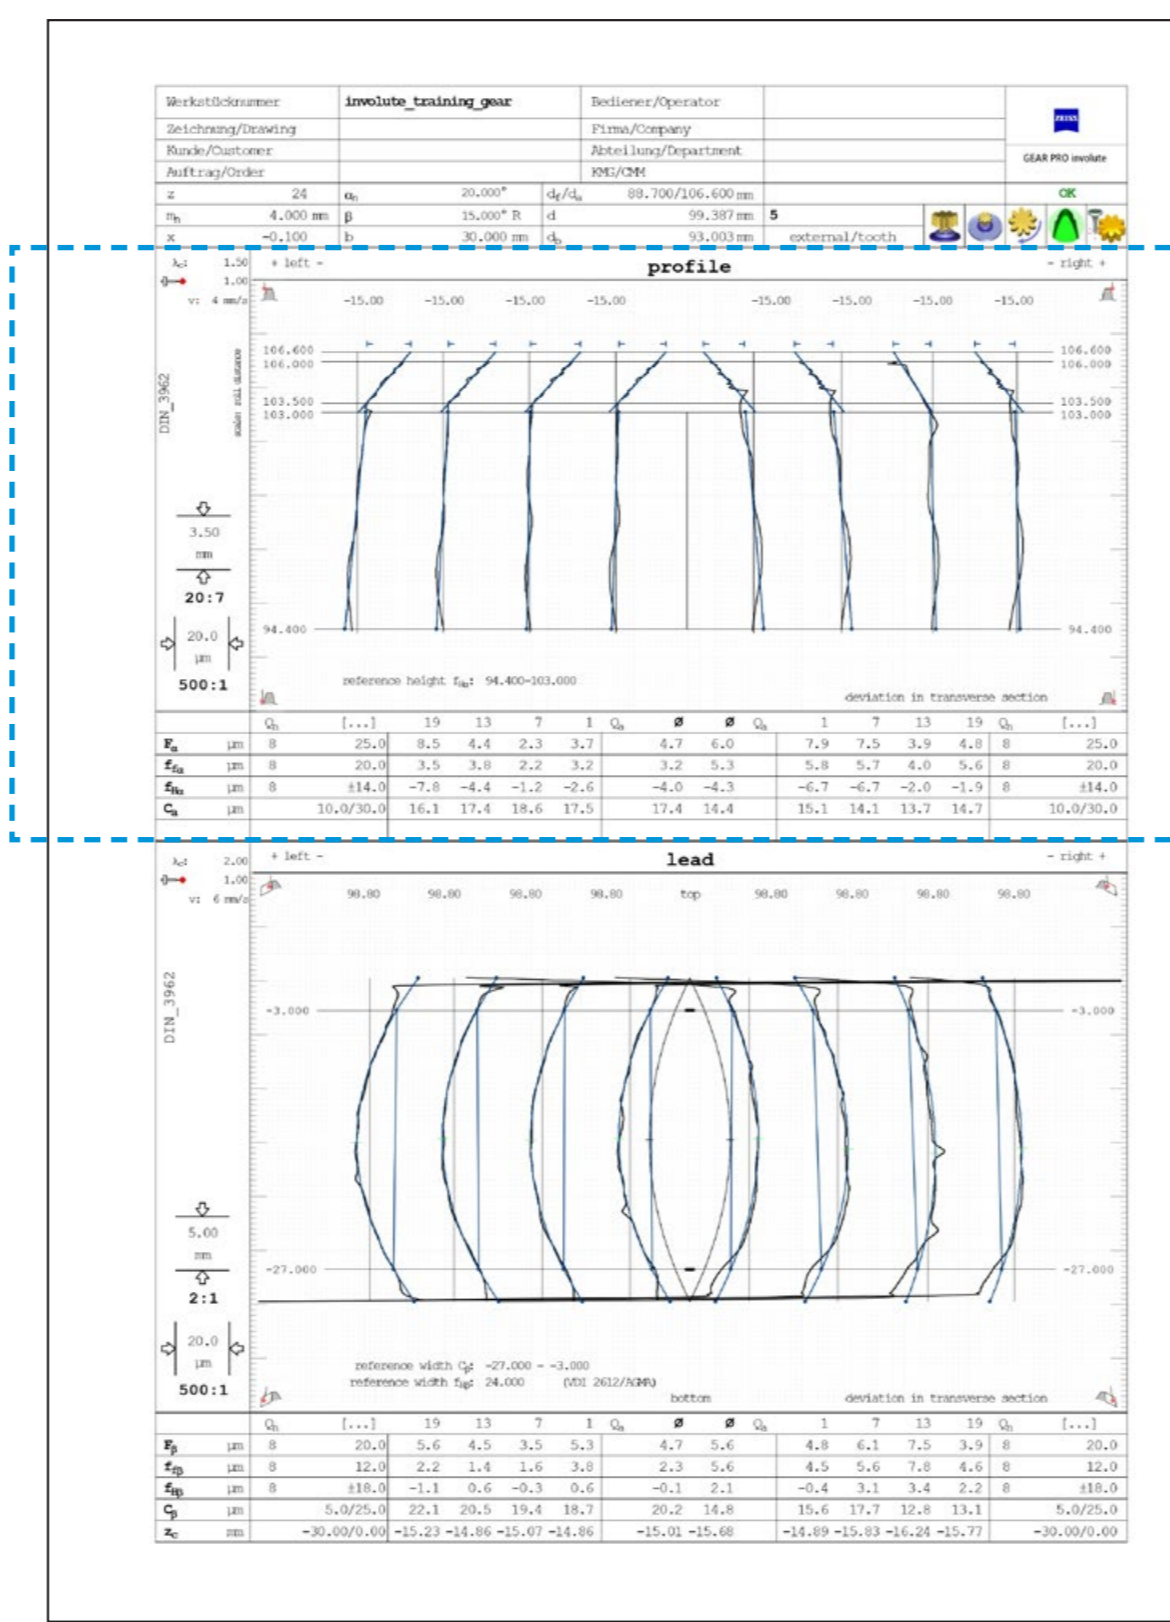 Werkstücknummer involute_training_gear Bediener/Operator
Zeichnung/Drawing Firma/Company
ZEISS
Kunde/Customer Abteilung/Department
GEAR PRO involute
Auftrag/Order KMG/CMM
z 24 αn 20.000° df/da 88.700/106.600 mm OK
mn 4.000 mm β 15.000° R d 99.387 mm 5
x -0.100 b 30.000 mm db 93.003 mm external/tooth
λc: 1.50 + left - profile - right +
1.00
v: 4 mm/s -15.00 -15.00 -15.00 -15.00 -15.00 -15.00 -15.00 -15.00
106.600 106.600
106.000 106.000
103.500 103.500
103.000 103.000
DIN_3962
scale: roll distance
3.50
mm
20:7
94.400 94.400
20.0
µm
500:1
reference height fHα: 94.400-103.000
deviation in transverse section
Qn [...] 19 13 7 1 Qa ø ø Qa 1 7 13 19 Qn [...]
Fα µm 8 25.0 8.5 4.4 2.3 3.7 4.7 6.0 7.9 7.5 3.9 4.8 8 25.0
ffα µm 8 20.0 3.5 3.8 2.2 3.2 3.2 5.3 5.8 5.7 4.0 5.6 8 20.0
fHα µm 8 ±14.0 -7.8 -4.4 -1.2 -2.6 -4.0 -4.3 -6.7 -6.7 -2.0 -1.9 8 ±14.0
Cα µm 10.0/30.0 16.1 17.4 18.6 17.5 17.4 14.4 15.1 14.1 13.7 14.7 10.0/30.0
λc: 2.00 + left - lead - right +
1.00
v: 6 mm/s 98.80 98.80 98.80 98.80 top 98.80 98.80 98.80 98.80
DIN_3962
-3.000 -3.000
5.00
mm
2:1
-27.000 -27.000
20.0
µm
500:1
reference width Cβ: -27.000 - -3.000
reference width fHβ: 24.000 (VDI 2612/AGMA)
bottom deviation in transverse section
Qn [...] 19 13 7 1 Qa ø ø Qa 1 7 13 19 Qn [...]
Fβ µm 8 20.0 5.6 4.5 3.5 5.3 4.7 5.6 4.8 6.1 7.5 3.9 8 20.0
ffβ µm 8 12.0 2.2 1.4 1.6 3.8 2.3 5.6 4.5 5.6 7.8 4.6 8 12.0
fHβ µm 8 ±18.0 -1.1 0.6 -0.3 0.6 -0.1 2.1 -0.4 3.1 3.4 2.2 8 ±18.0
Cβ µm 5.0/25.0 22.1 20.5 19.4 18.7 20.2 14.8 15.6 17.7 12.8 13.1 5.0/25.0
zc mm -30.00/0.00 -15.23 -14.86 -15.07 -14.86 -15.01 -15.68 -14.89 -15.83 -16.24 -15.77 -30.00/0.00